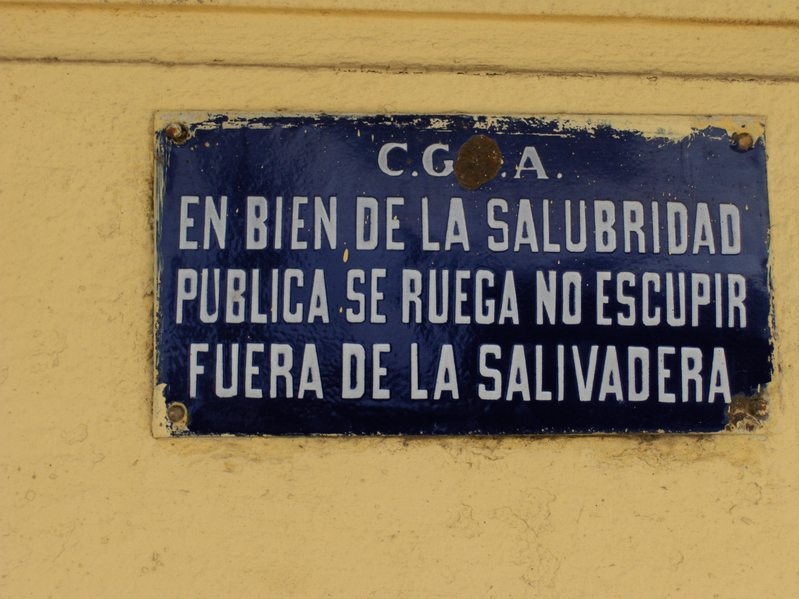 C.G. .A.
EN BIEN DE LA SALUBRIDAD
PUBLICA SE RUEGA NO ESCUPIR
FUERA DE LA SALIVADERA